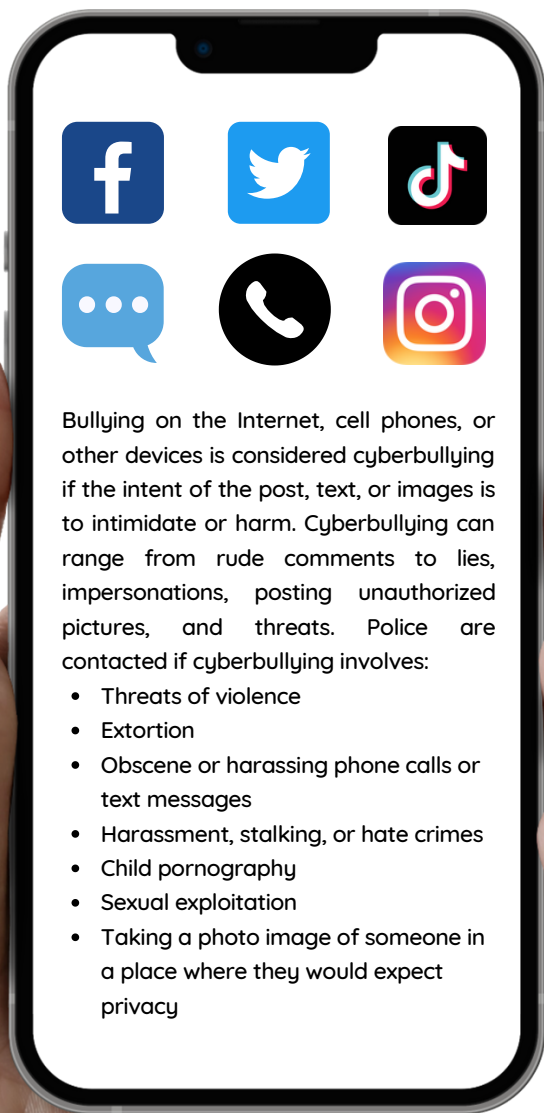 Bullying on the Internet, cell phones, or
other devices is considered cyberbullying
if the intent of the post, text, or images is
to intimidate or harm. Cyberbullying can
range from rude comments to lies,
impersonations, posting unauthorized
pictures, and threats. Police are
contacted if cyberbullying involves:
• Threats of violence
• Extortion
• Obscene or harassing phone calls or
text messages
• Harassment, stalking, or hate crimes
• Child pornography
• Sexual exploitation
• Taking a photo image of someone in
a place where they would expect
privacy